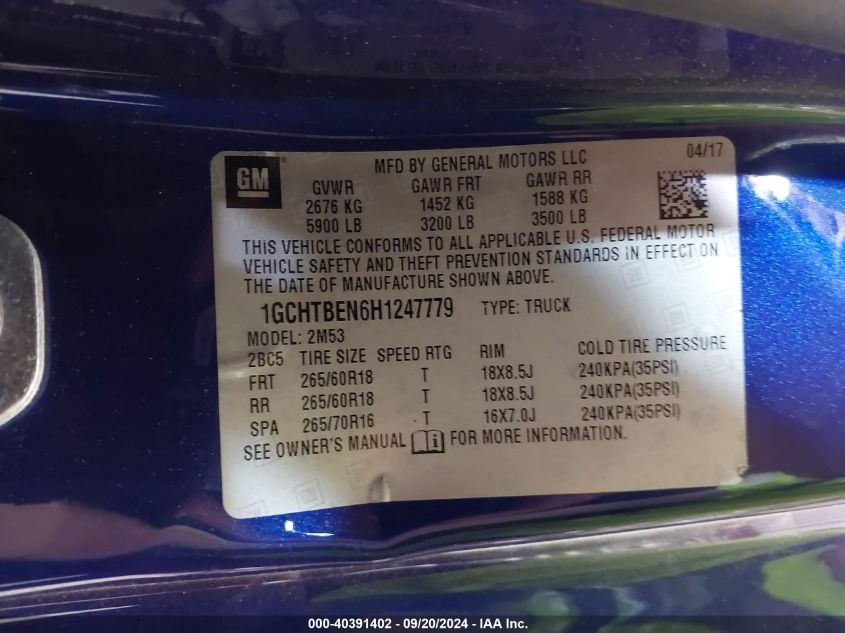 GM
MFD BY GENERAL MOTORS LLC
04/17
GVWR GAWR FRT GAWR RR
2676 KG 1452 KG 1588 KG
5900 LB 3200 LB 3500 LB
THIS VEHICLE CONFORMS TO ALL APPLICABLE U.S. FEDERAL MOTOR
VEHICLE SAFETY AND THEFT PREVENTION STANDARDS IN EFFECT ON
THE DATE OF MANUFACTURE SHOWN ABOVE.
1GCHTBEN6H1247779 TYPE: TRUCK
MODEL: 2M53
2BC5 TIRE SIZE SPEED RTG RIM COLD TIRE PRESSURE
FRT 265/60R18 T 18X8.5J 240KPA(35PSI)
RR 265/60R18 T 18X8.5J 240KPA(35PSI)
SPA 265/70R16 T 16X7.0J 240KPA(35PSI)
SEE OWNER'S MANUAL i FOR MORE INFORMATION.
000-40391402 - 09/20/2024 - IAA Inc.